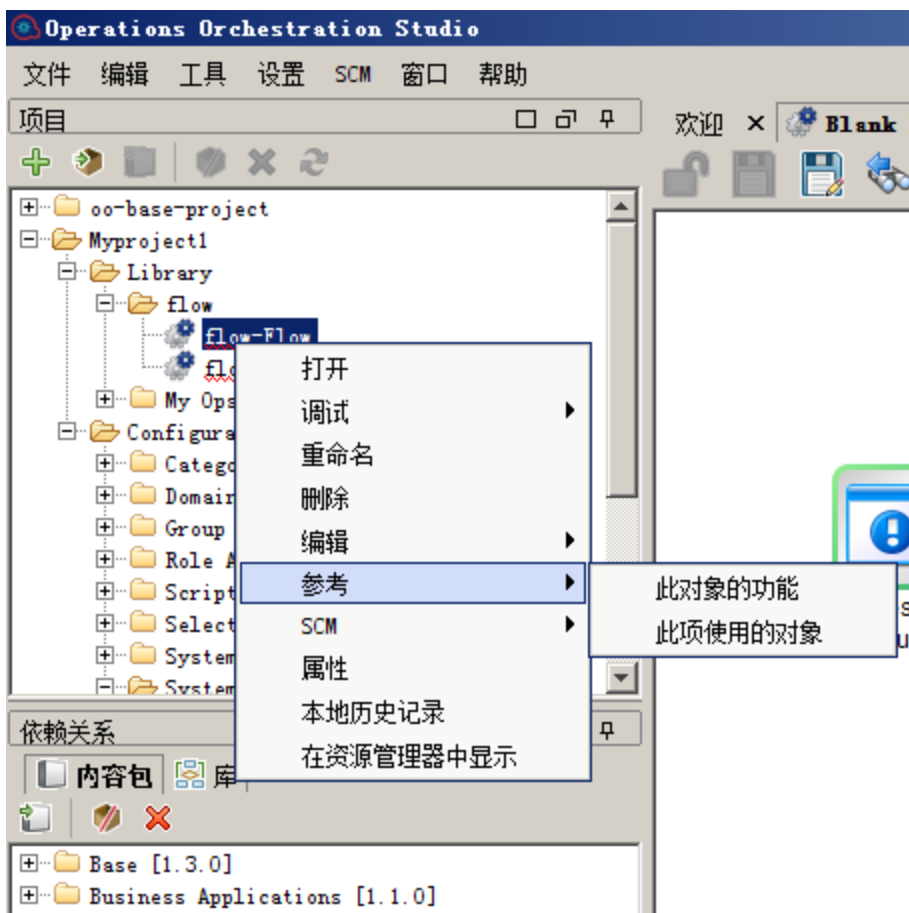 Operations Orchestration Studio
文件 编辑 工具 设置 SCM 窗口 帮助
项目
欢迎 Blank
oo-base-project
Myproject1
Library
flow
flow-Flow
My Ops
打开
调试
重命名
删除
编辑
参考
SCM
属性
本地历史记录
在资源管理器中显示
此对象的功能
此项使用的对象
Domain
Group
Script
Select
System
System
依赖关系
内容包 库
Base [1.3.0]
Business Applications [1.1.0]